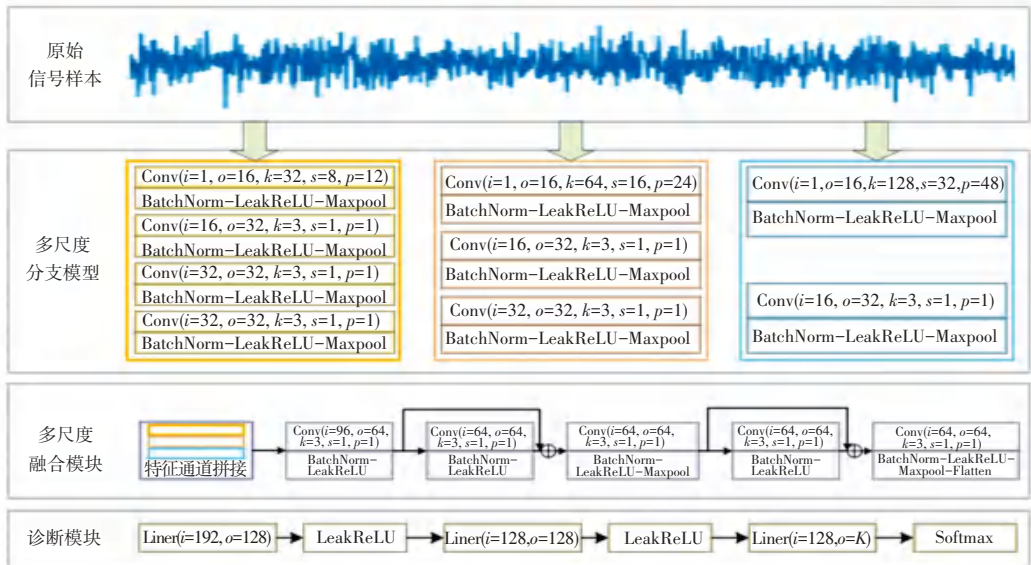 原始
信号样本
多尺度
分支模型
Conv(i=1, o=16, k=32, s=8, p=12)
BatchNorm-LeakReLU-Maxpool
Conv(i=16, o=32, k=3, s=1, p=1)
BatchNorm-LeakReLU-Maxpool
Conv(i=32, o=32, k=3, s=1, p=1)
BatchNorm-LeakReLU-Maxpool
Conv(i=32, o=32, k=3, s=1, p=1)
BatchNorm-LeakReLU-Maxpool
Conv(i=1, o=16, k=64, s=16, p=24)
BatchNorm-LeakReLU-Maxpool
Conv(i=16, o=32, k=3, s=1, p=1)
BatchNorm-LeakReLU-Maxpool
Conv(i=32, o=32, k=3, s=1, p=1)
BatchNorm-LeakReLU-Maxpool
Conv(i=1,o=16,k=128,s=32,p=48)
BatchNorm-LeakReLU-Maxpool
Conv(i=16, o=32, k=3, s=1, p=1)
BatchNorm-LeakReLU-Maxpool
多尺度
融合模块
特征通道拼接
Conv(i=96, o=64,
k=3, s=1, p=1)
BatchNorm-
LeakReLU
Conv(i=64, o=64,
k=3, s=1, p=1)
BatchNorm-
LeakReLU
Conv(i=64, o=64,
k=3, s=1, p=1)
BatchNorm-
LeakReLU-Maxpool
Conv(i=64, o=64,
k=3, s=1, p=1)
BatchNorm-
LeakReLU
Conv(i=64, o=64,
k=3, s=1, p=1)
BatchNorm-LeakReLU-
Maxpool-Flatten
诊断模块
Liner(i=192, o=128)
LeakReLU
Liner(i=128,o=128)
LeakReLU
Liner(i=128,o=K)
Softmax